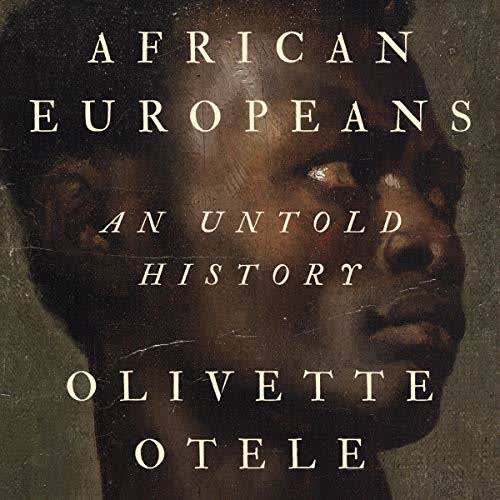 AFRICAN
EUROPEANS
AN UNTOLD
HISTORY
OLIVETTE
OTELE